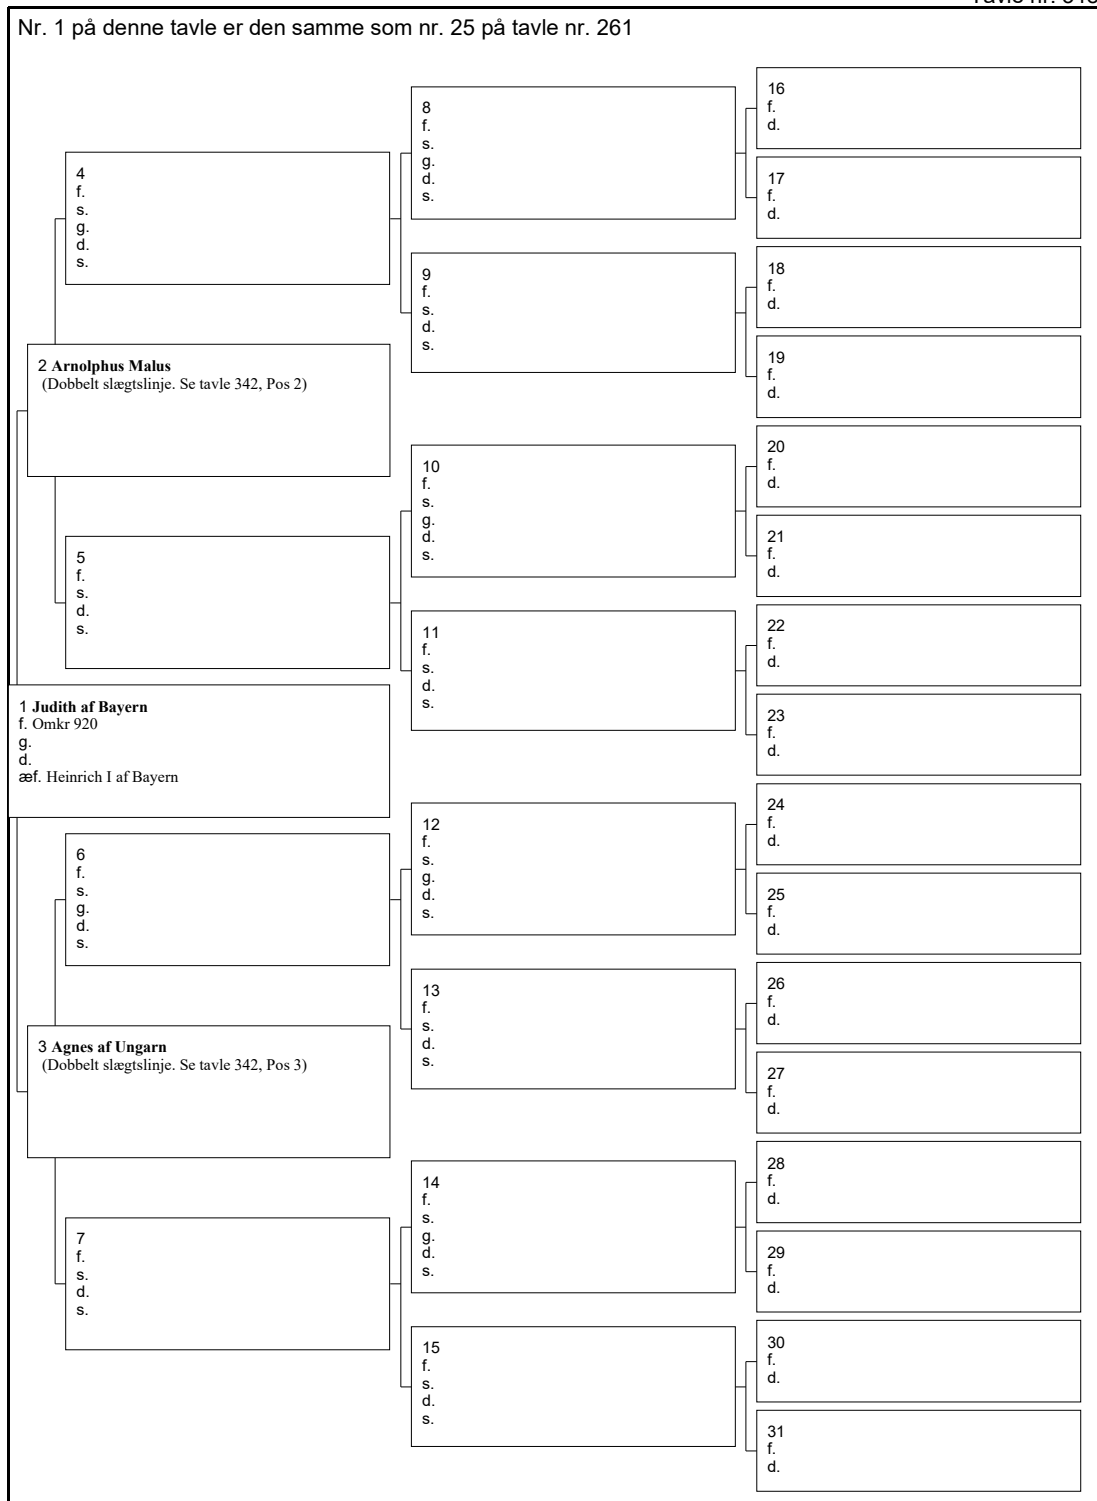 Nr. 1 på denne tavle er den samme som nr. 25 på tavle nr. 261
16
f.
d.
8
f.
s.
g.
d.
s.
17
f.
d.
4
f.
s.
g.
d.
s.
18
f.
d.
9
f.
s.
d.
s.
19
f.
d.
2 Arnolphus Malus
(Dobbelt slægtslinje. Se tavle 342, Pos 2)
20
f.
d.
10
f.
s.
g.
d.
s.
21
f.
d.
5
f.
s.
d.
s.
22
f.
d.
11
f.
s.
d.
s.
23
f.
d.
1 Judith af Bayern
f. Omkr 920
g.
d.
æf. Heinrich I af Bayern
24
f.
d.
12
f.
s.
g.
d.
s.
25
f.
d.
6
f.
s.
g.
d.
s.
26
f.
d.
13
f.
s.
d.
s.
27
f.
d.
3 Agnes af Ungarn
(Dobbelt slægtslinje. Se tavle 342, Pos 3)
28
f.
d.
14
f.
s.
g.
d.
s.
29
f.
d.
7
f.
s.
d.
s.
30
f.
d.
15
f.
s.
d.
s.
31
f.
d.